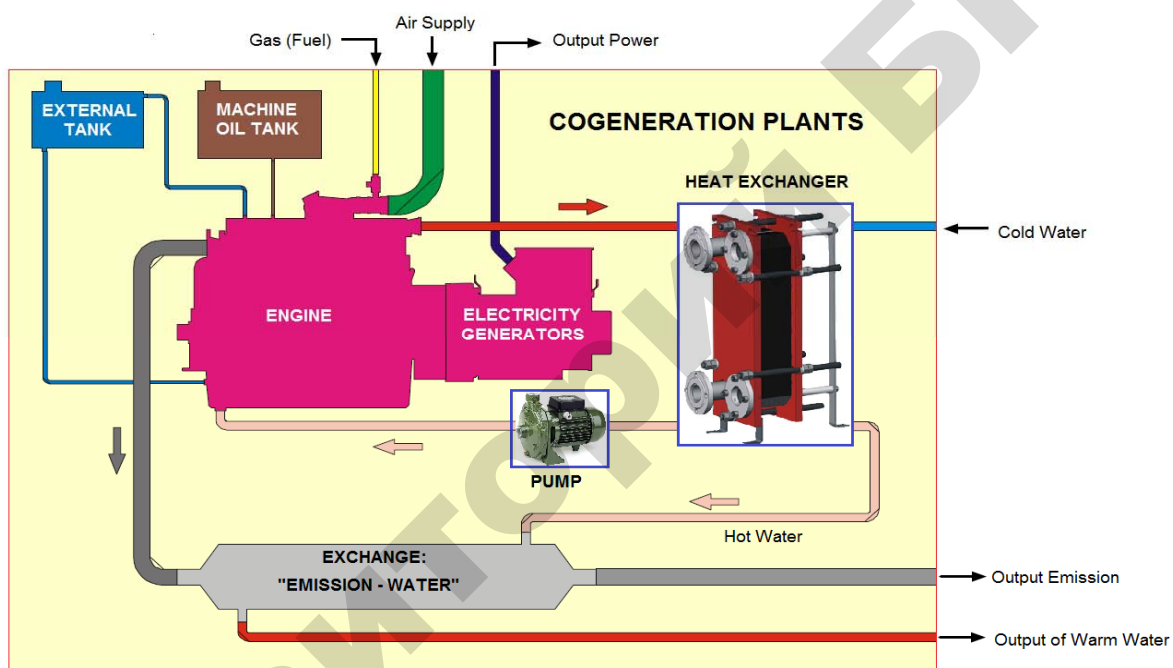 Air Supply
Gas (Fuel)
Output Power
EXTERNAL
TANK
MACHINE
OIL TANK
COGENERATION PLANTS
HEAT EXCHANGER
Cold Water
ENGINE
ELECTRICITY
GENERATORS
PUMP
Hot Water
EXCHANGE:
"EMISSION - WATER"
Output Emission
Output of Warm Water